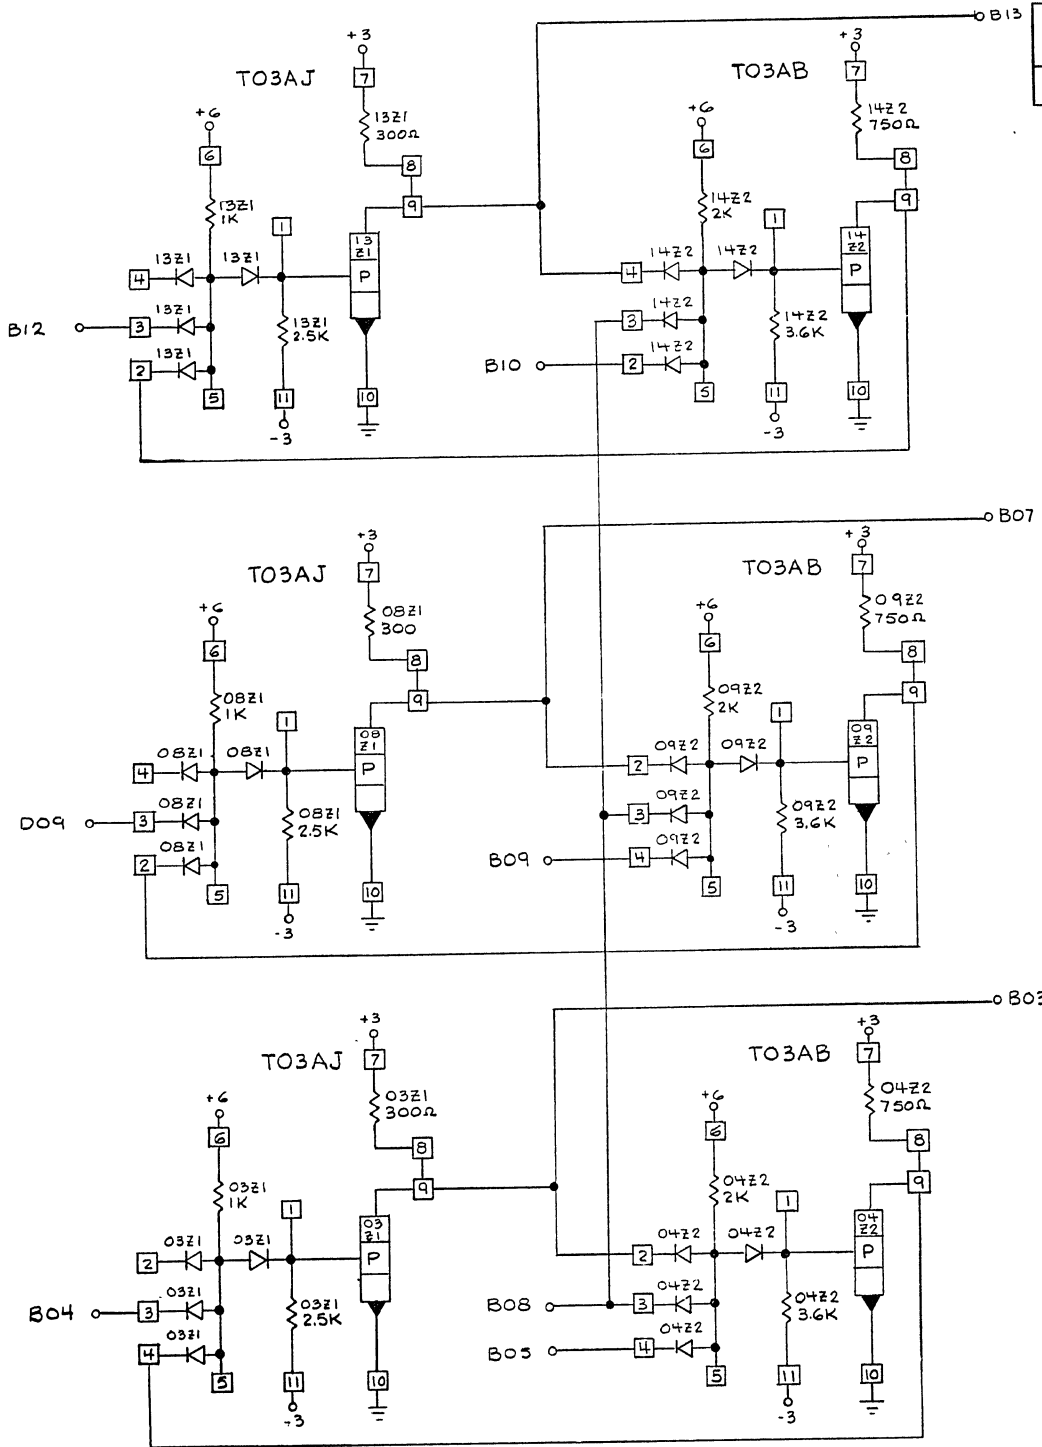 B13
+3
7
T03AJ
13Z1
300Ω
+6
6
8
9
13Z1
1K
1
13
Z1
P
4
13Z1
13Z1
B12
3
13Z1
13Z1
2.5K
2
13Z1
5
11
-3
10
+3
7
T03AB
14Z2
750Ω
+6
6
8
9
14Z2
2K
1
14
Z2
P
4
14Z2
14Z2
3
14Z2
14Z2
3.6K
B10
2
14Z2
5
11
-3
10
B07
+3
7
T03AJ
08Z1
300
+6
6
8
9
08Z1
1K
1
08
Z1
P
4
08Z1
08Z1
D09
3
08Z1
08Z1
2.5K
2
08Z1
5
11
-3
10
+3
7
T03AB
09Z2
750Ω
+6
6
8
9
09Z2
2K
1
09
Z2
P
2
09Z2
09Z2
3
09Z2
09Z2
3.6K
B09
4
09Z2
5
11
-3
10
B03
+3
7
T03AJ
03Z1
300Ω
+6
6
8
9
03Z1
1K
1
03
Z1
P
2
03Z1
03Z1
B04
3
03Z1
03Z1
2.5K
4
03Z1
5
11
-3
10
+3
7
T03AB
04Z2
750Ω
+6
6
8
9
04Z2
2K
1
04
Z2
P
2
04Z2
04Z2
B08
3
04Z2
04Z2
3.6K
B05
4
04Z2
5
11
-3
10